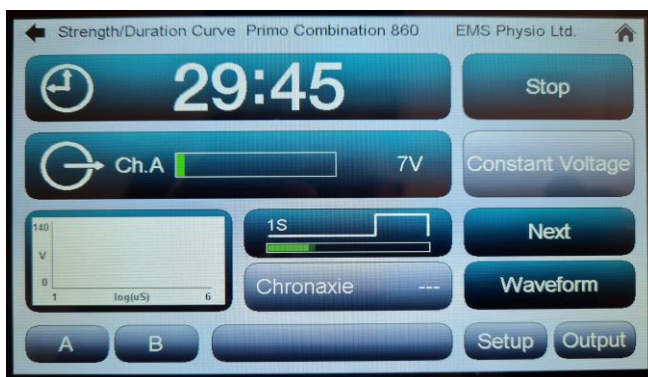 Strength/Duration Curve Primo Combination 860 EMS Physio Ltd.
29:45
Stop
Ch.A 7V
Constant Voltage
140
V
0
1 log(uS) 6
1S
Next
Chronaxie ---
Waveform
A B
Setup Output